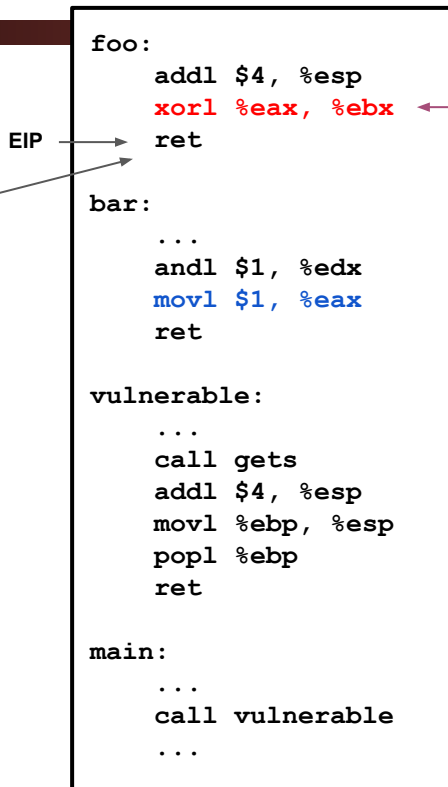 foo:
addl $4, %esp
xorl %eax, %ebx
EIP
ret
bar:
...
andl $1, %edx
movl $1, %eax
ret
vulnerable:
...
call gets
addl $4, %esp
movl %ebp, %esp
popl %ebp
ret
main:
...
call vulnerable
...